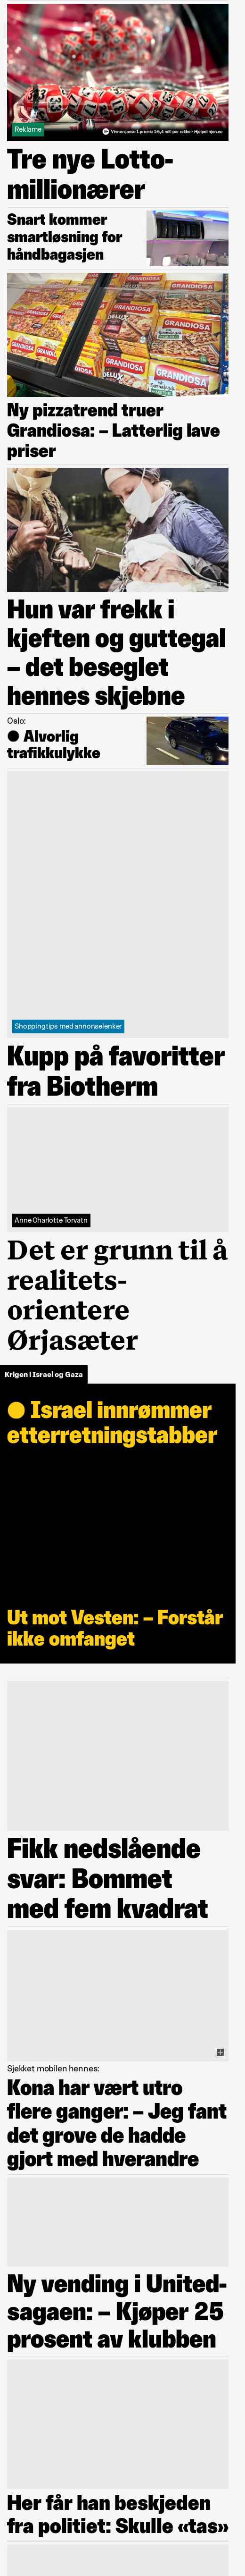 Reklame
Vinnersjanse 1.premie 1:5,4 mill per rekke - Hjelpelinjen.no
Tre nye Lotto-
millionærer
Snart kommer
smartløsning for
håndbagasjen
GRANDIOSA
GRANDIOSA
GRANDIOSA
Ny pizzatrend truer
Grandiosa: – Latterlig lave
priser
Hun var frekk i
kjeften og guttegal
– det beseglet
hennes skjebne
Oslo:
● Alvorlig
trafikkulykke
Shoppingtips med annonselenker
Kupp på favoritter
fra Biotherm
Anne Charlotte Torvatn
Det er grunn til å
realitets-
orientere
Ørjasæter
Krigen i Israel og Gaza
● Israel innrømmer
etterretningstabber
Ut mot Vesten: – Forstår
ikke omfanget
Fikk nedslående
svar: Bommet
med fem kvadrat
Sjekket mobilen hennes:
Kona har vært utro
flere ganger: – Jeg fant
det grove de hadde
gjort med hverandre
Ny vending i United-
sagaen: – Kjøper 25
prosent av klubben
Her får han beskjeden
fra politiet: Skulle «tas»